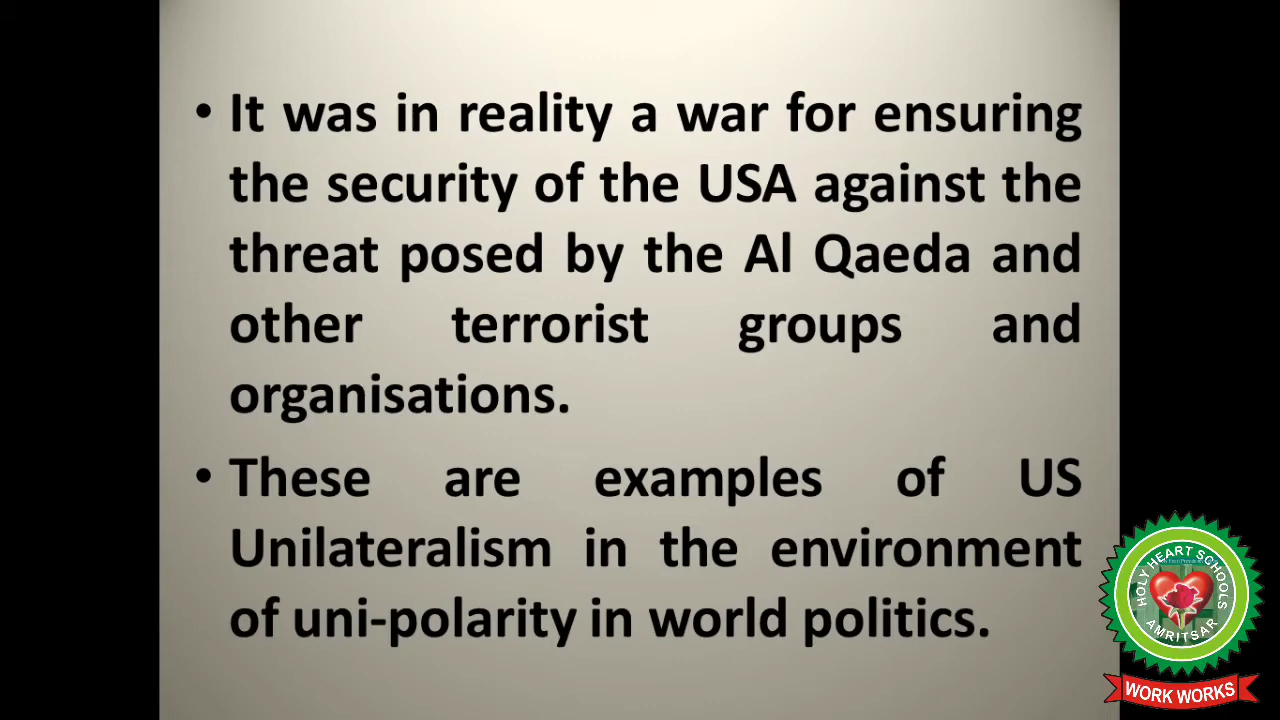 • It was in reality a war for ensuring
the security of the USA against the
threat posed by the Al Qaeda and
other terrorist groups and
organisations.
• These are examples of US
Unilateralism in the environment
of uni-polarity in world politics.
HOLY HEART SCHOOLS
AMRITSAR
WORK WORKS